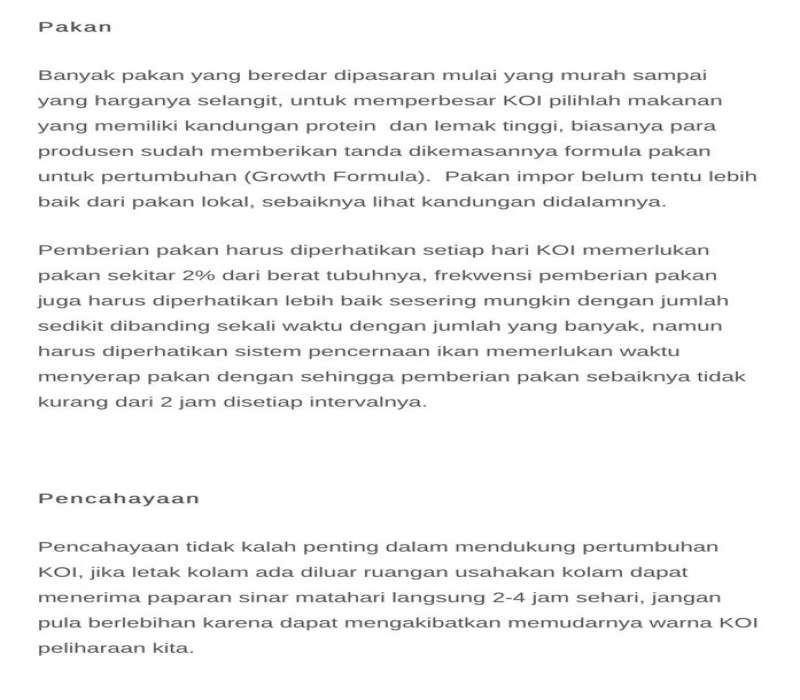 Pakan
Banyak pakan yang beredar dipasaran mulai yang murah sampai
yang harganya selangit, untuk memperbesar KOI pilihlah makanan
yang memiliki kandungan protein  dan lemak tinggi, biasanya para
produsen sudah memberikan tanda dikemasannya formula pakan
untuk pertumbuhan (Growth Formula).  Pakan impor belum tentu lebih
baik dari pakan lokal, sebaiknya lihat kandungan didalamnya.
Pemberian pakan harus diperhatikan setiap hari KOI memerlukan
pakan sekitar 2% dari berat tubuhnya, frekwensi pemberian pakan
juga harus diperhatikan lebih baik sesering mungkin dengan jumlah
sedikit dibanding sekali waktu dengan jumlah yang banyak, namun
harus diperhatikan sistem pencernaan ikan memerlukan waktu
menyerap pakan dengan sehingga pemberian pakan sebaiknya tidak
kurang dari 2 jam disetiap intervalnya.
Pencahayaan
Pencahayaan tidak kalah penting dalam mendukung pertumbuhan
KOI, jika letak kolam ada diluar ruangan usahakan kolam dapat
menerima paparan sinar matahari langsung 2-4 jam sehari, jangan
pula berlebihan karena dapat mengakibatkan memudarnya warna KOI
peliharaan kita.